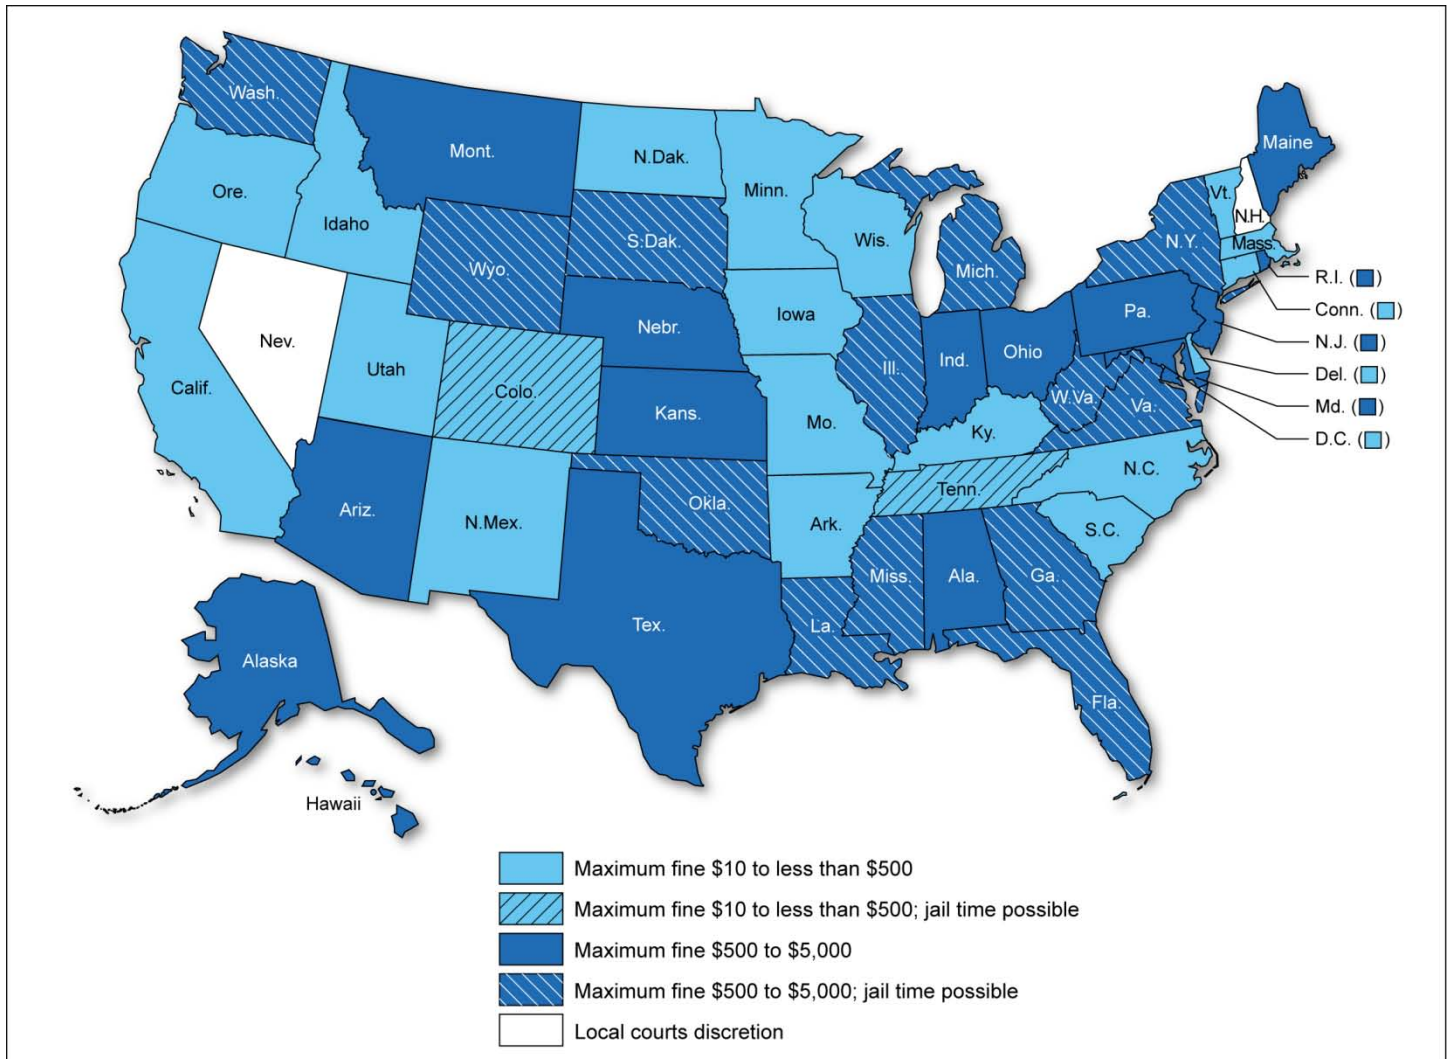 Wash.
Mont.
N.Dak.
Minn.
Maine
Ore.
Idaho
Wyo.
S.Dak.
Wis.
Mich.
N.Y.
Vt.
N.H.
Mass.
R.I. ( )
Conn. ( )
N.J. ( )
Del. ( )
Md. ( )
D.C. ( )
Nev.
Utah
Calif.
Colo.
Nebr.
Iowa
Kans.
Mo.
Ill.
Ind.
Ohio
Pa.
W.Va.
Va.
Ky.
N.C.
Tenn.
S.C.
Ariz.
N.Mex.
Okla.
Ark.
Tex.
La.
Miss.
Ala.
Ga.
Fla.
Alaska
Hawaii
Maximum fine $10 to less than $500
Maximum fine $10 to less than $500; jail time possible
Maximum fine $500 to $5,000
Maximum fine $500 to $5,000; jail time possible
Local courts discretion